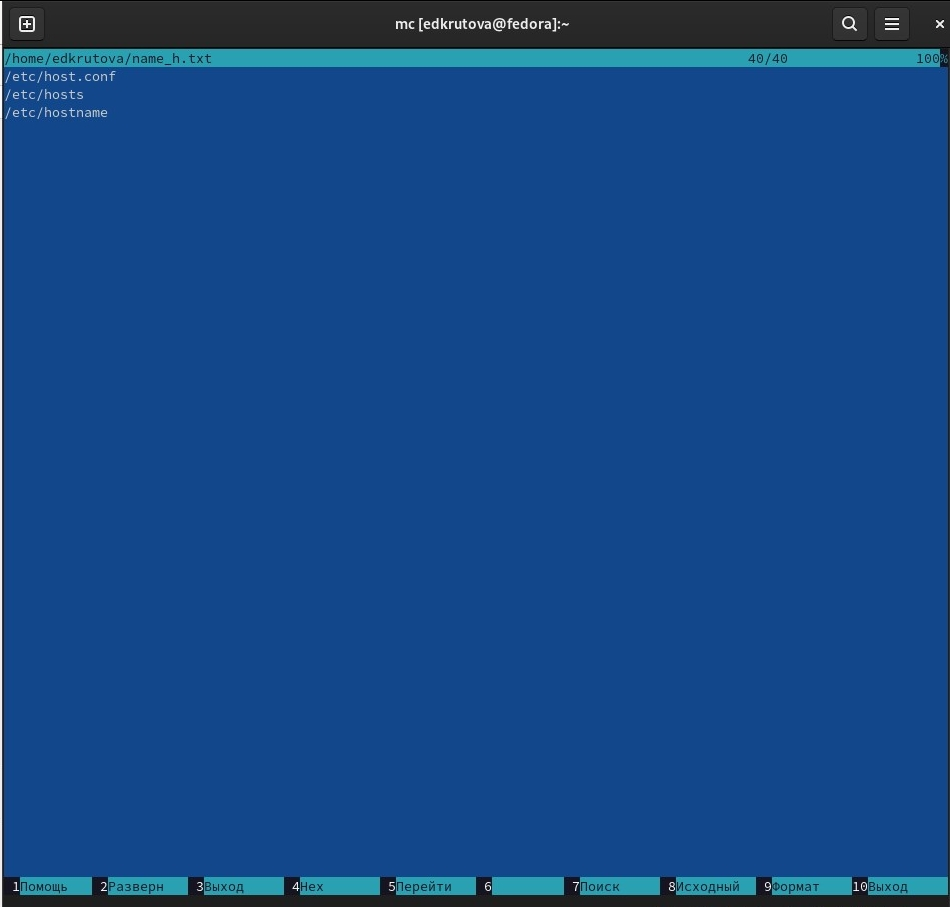 mc [edkrutova@fedora]:~
/home/edkrutova/name_h.txt 40/40 100%
/etc/host.conf
/etc/hosts
/etc/hostname
1Помощь 2Разверн 3Выход 4Hex 5Перейти 6 7Поиск 8Исходный 9Формат 10Выход